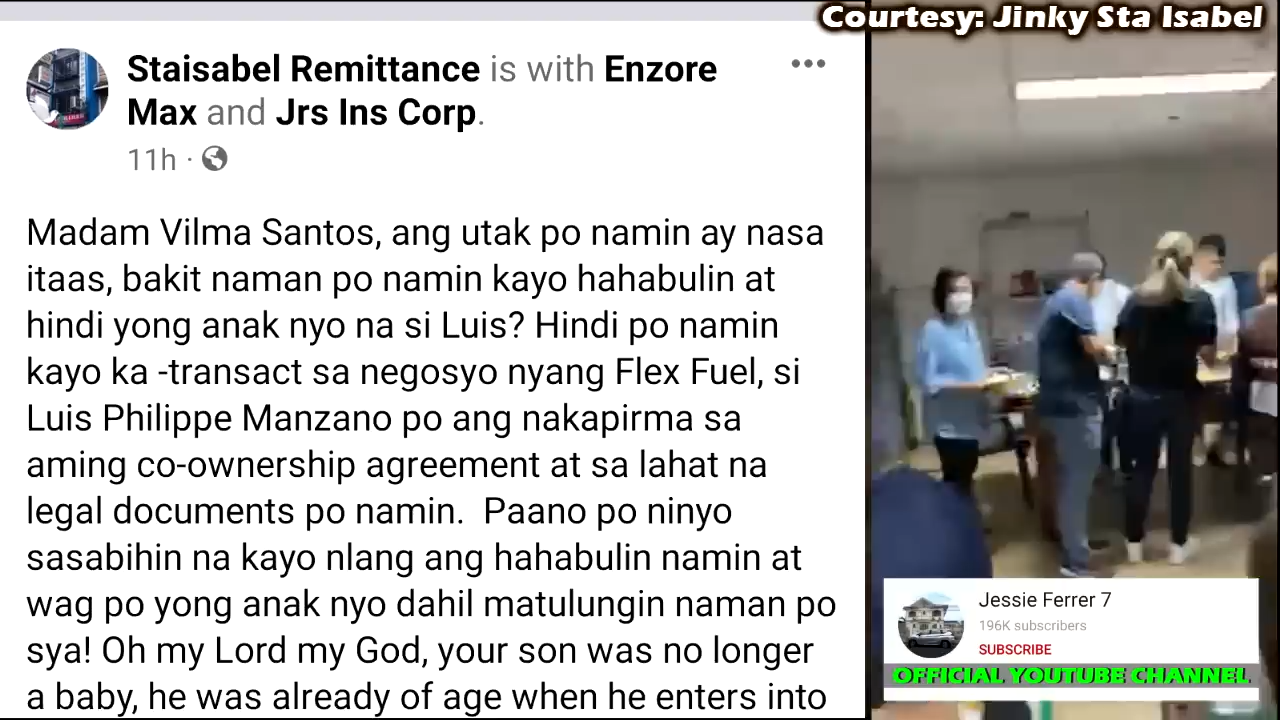 Courtesy: Jinky Sta Isabel
Staisabel Remittance is with Enzore
Max and Jrs Ins Corp.
11h ·
Madam Vilma Santos, ang utak po namin ay nasa
itaas, bakit naman po namin kayo hahabulin at
hindi yong anak nyo na si Luis? Hindi po namin
kayo ka -transact sa negosyo nyang Flex Fuel, si
Luis Philippe Manzano po ang nakapirma sa
aming co-ownership agreement at sa lahat na
legal documents po namin.  Paano po ninyo
sasabihin na kayo nlang ang hahabulin namin at
wag po yong anak nyo dahil matulungin naman po
sya! Oh my Lord my God, your son was no longer
a baby, he was already of age when he enters into
Jessie Ferrer 7
196K subscribers
SUBSCRIBE
OFFICIAL YOUTUBE CHANNEL